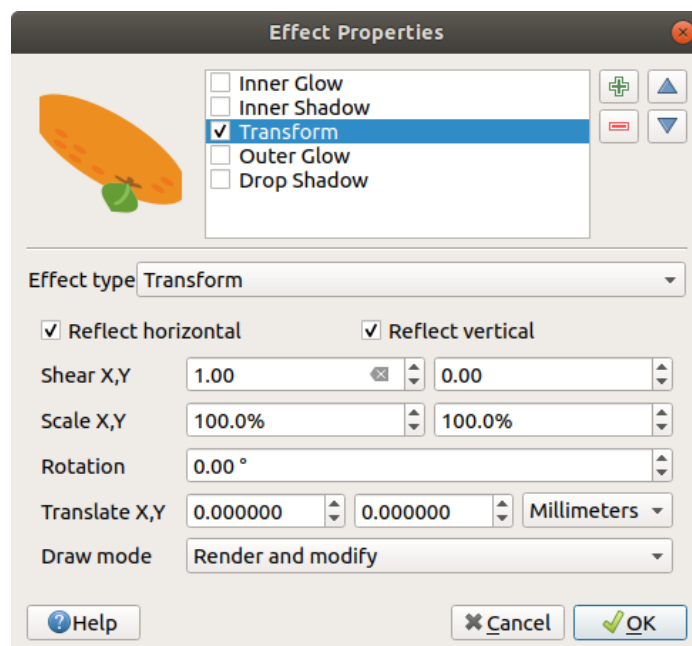 Effect Properties
Inner Glow
Inner Shadow
Transform
Outer Glow
Drop Shadow
Effect type Transform
Reflect horizontal Reflect vertical
Shear X,Y 1.00 0.00
Scale X,Y 100.0% 100.0%
Rotation 0.00 °
Translate X,Y 0.000000 0.000000 Millimeters
Draw mode Render and modify
Help Cancel OK